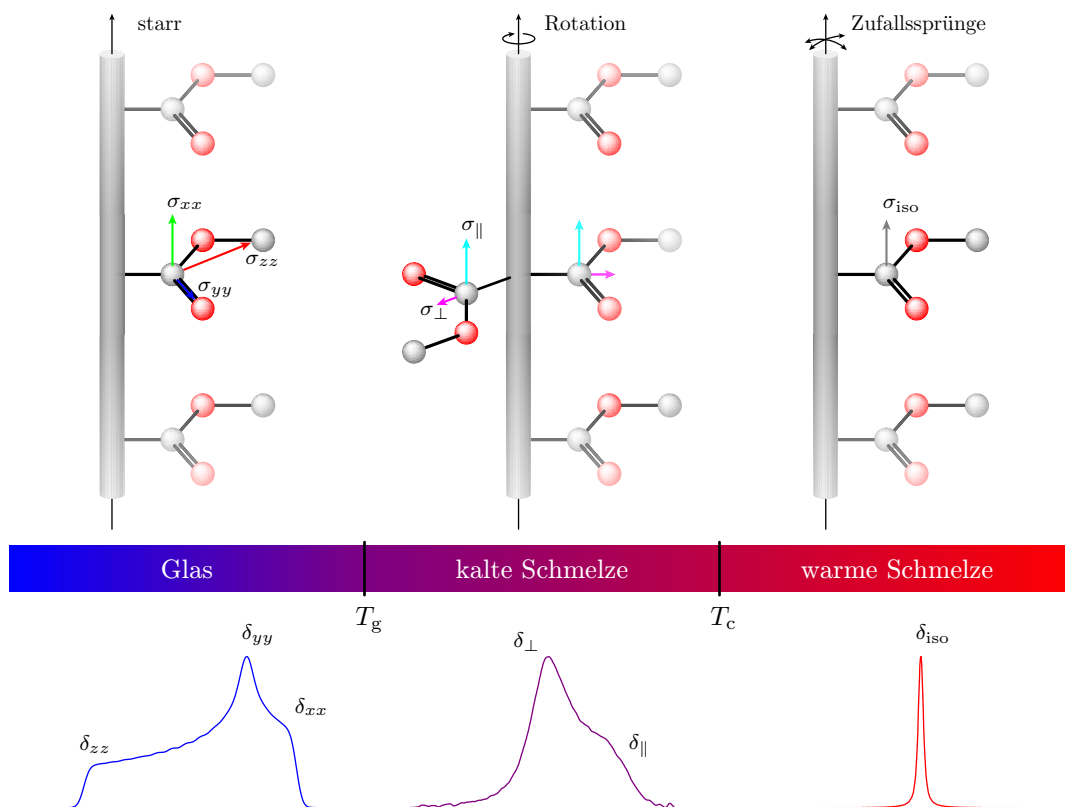 starr
Rotation
Zufallssprünge
σxx
σzz
σyy
σ∥
σ⊥
σiso
Glas
kalte Schmelze
warme Schmelze
Tg
Tc
δzz
δyy
δxx
δ⊥
δ∥
δiso